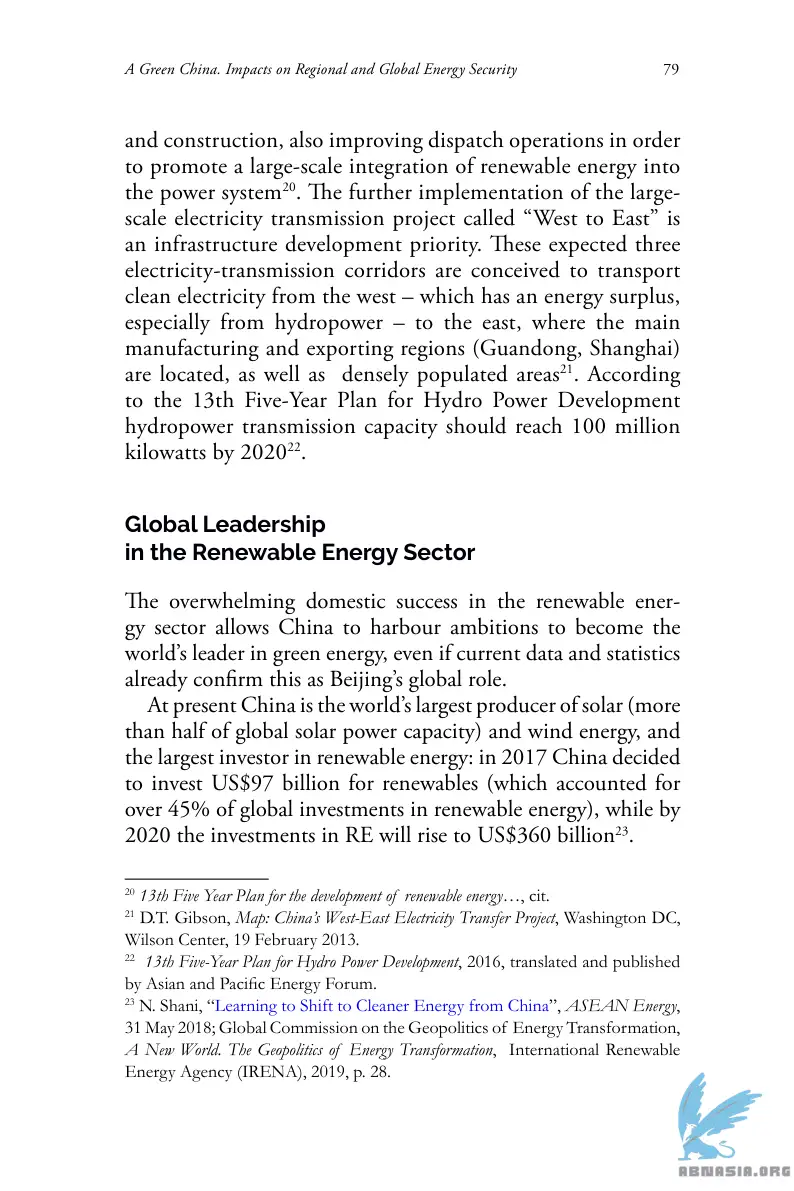 A Green China. Impacts on Regional and Global Energy Security 79
and construction, also improving dispatch operations in order
to promote a large-scale integration of renewable energy into
the power system20. The further implementation of the large-
scale electricity transmission project called “West to East” is
an infrastructure development priority. These expected three
electricity-transmission corridors are conceived to transport
clean electricity from the west – which has an energy surplus,
especially from hydropower – to the east, where the main
manufacturing and exporting regions (Guandong, Shanghai)
are located, as well as densely populated areas21. According
to the 13th Five-Year Plan for Hydro Power Development
hydropower transmission capacity should reach 100 million
kilowatts by 202022.
Global Leadership
in the Renewable Energy Sector
The overwhelming domestic success in the renewable ener-
gy sector allows China to harbour ambitions to become the
world’s leader in green energy, even if current data and statistics
already confirm this as Beijing’s global role.
At present China is the world’s largest producer of solar (more
than half of global solar power capacity) and wind energy, and
the largest investor in renewable energy: in 2017 China decided
to invest US$97 billion for renewables (which accounted for
over 45% of global investments in renewable energy), while by
2020 the investments in RE will rise to US$360 billion23.
20 13th Five Year Plan for the development of renewable energy…, cit.
21 D.T. Gibson, Map: China’s West-East Electricity Transfer Project, Washington DC,
Wilson Center, 19 February 2013.
22 13th Five-Year Plan for Hydro Power Development, 2016, translated and published
by Asian and Pacific Energy Forum.
23 N. Shani, “Learning to Shift to Cleaner Energy from China”, ASEAN Energy,
31 May 2018; Global Commission on the Geopolitics of Energy Transformation,
A New World. The Geopolitics of Energy Transformation, International Renewable
Energy Agency (IRENA), 2019, p. 28.
ABNASIA.ORG